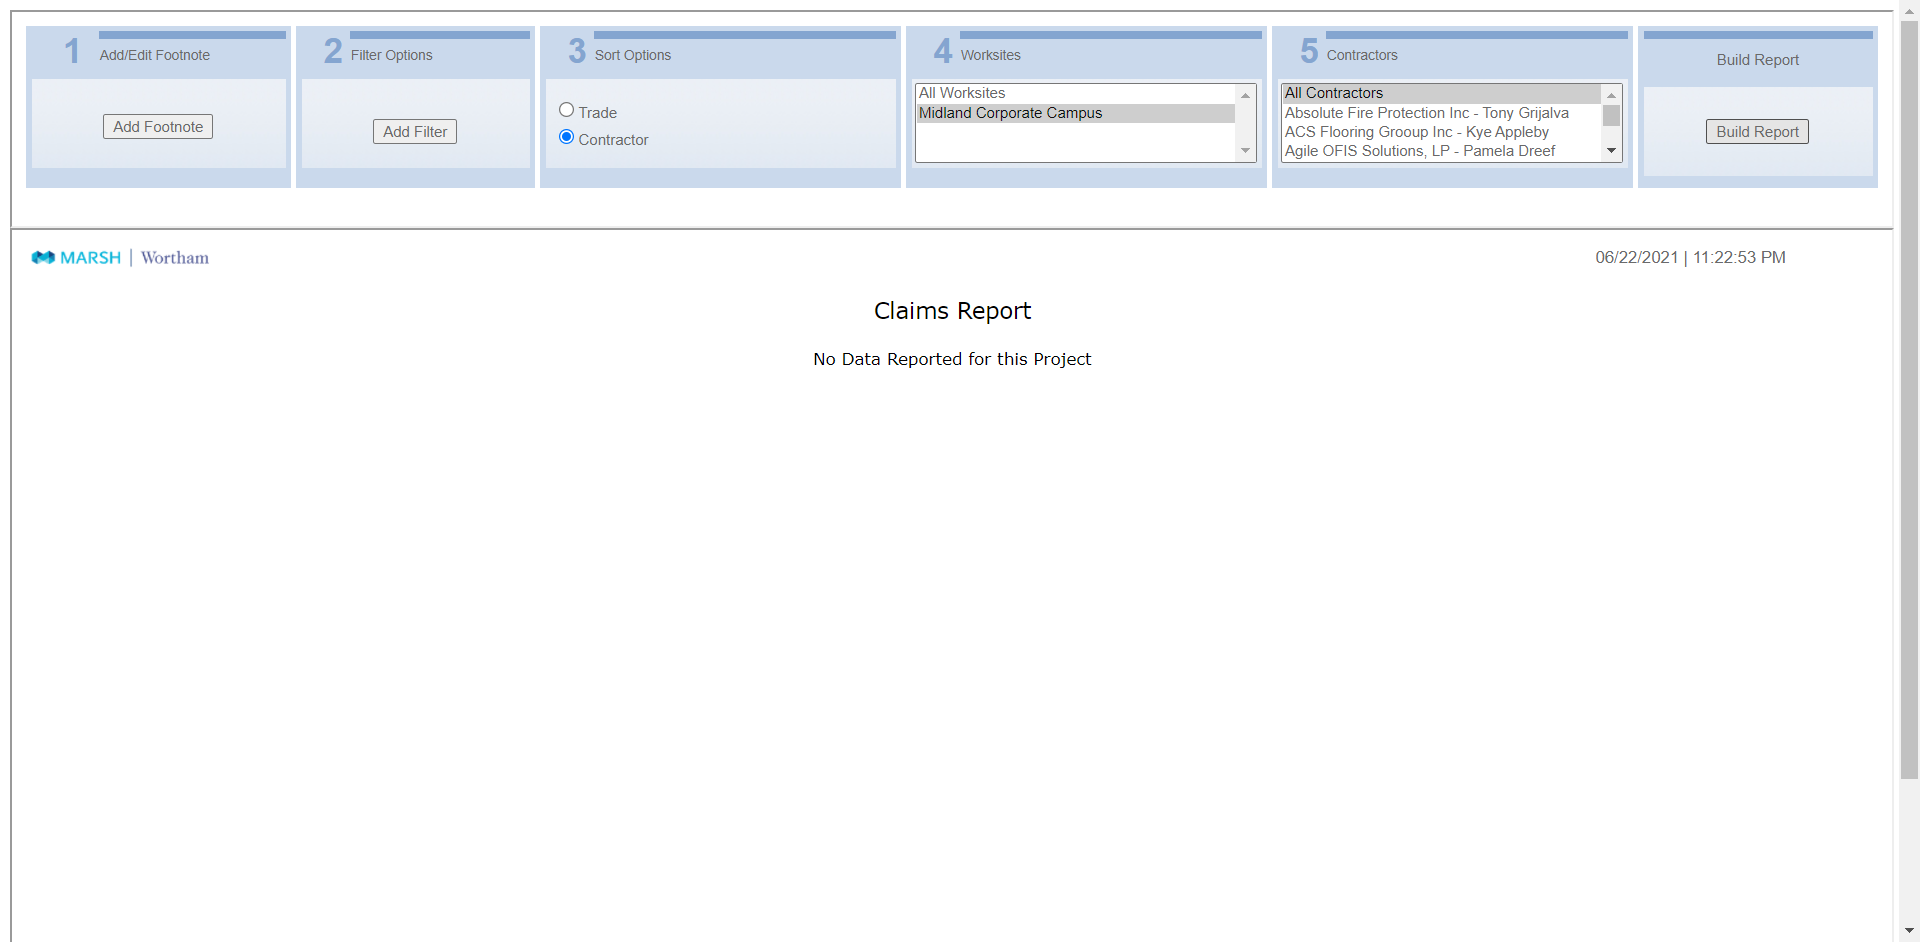 1 Add/Edit Footnote
Add Footnote
2 Filter Options
Add Filter
3 Sort Options
Trade
Contractor
4 Worksites
All Worksites
Midland Corporate Campus
5 Contractors
All Contractors
Absolute Fire Protection Inc - Tony Grijalva
ACS Flooring Grooup Inc - Kye Appleby
Agile OFIS Solutions, LP - Pamela Dreef
Build Report
Build Report
MARSH | Wortham
06/22/2021 | 11:22:53 PM
Claims Report
No Data Reported for this Project